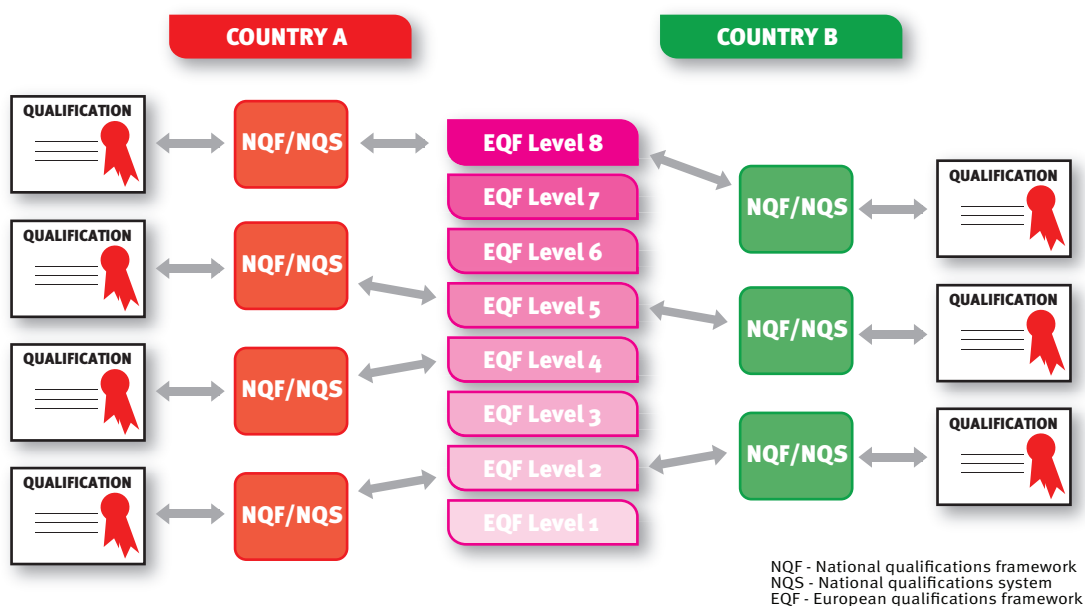 COUNTRY A
COUNTRY B
QUALIFICATION
NQF/NQS
QUALIFICATION
NQF/NQS
QUALIFICATION
NQF/NQS
QUALIFICATION
NQF/NQS
EQF Level 8
EQF Level 7
EQF Level 6
EQF Level 5
EQF Level 4
EQF Level 3
EQF Level 2
EQF Level 1
NQF/NQS
QUALIFICATION
NQF/NQS
QUALIFICATION
NQF/NQS
QUALIFICATION
NQF - National qualifications framework
NQS - National qualifications system
EQF - European qualifications framework